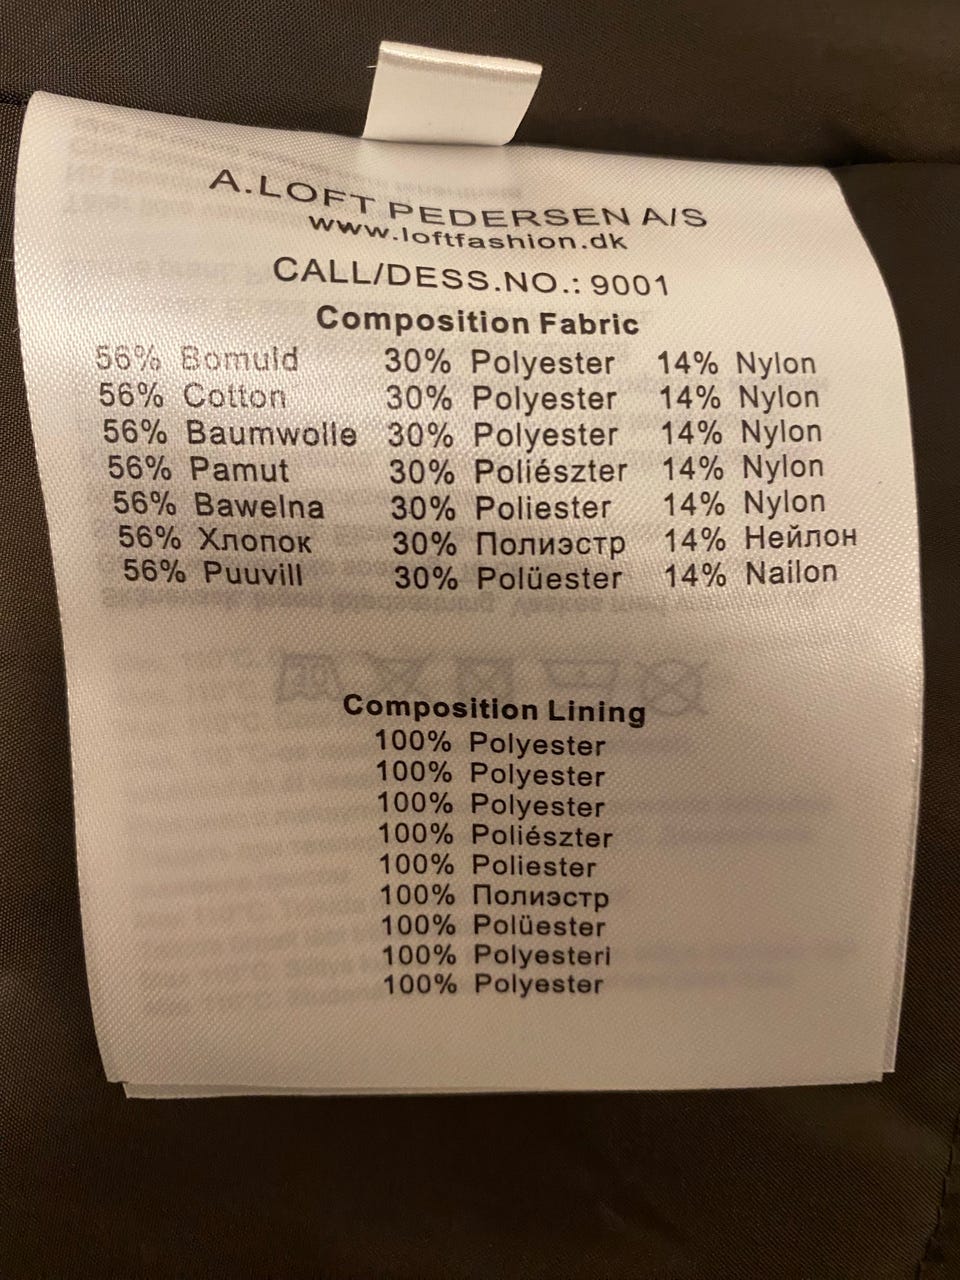 A.LOFT PEDERSEN A/S
www.loftfashion.dk
CALL/DESS.NO.: 9001
Composition Fabric
56% Bomuld 30% Polyester 14% Nylon
56% Cotton 30% Polyester 14% Nylon
56% Baumwolle 30% Polyester 14% Nylon
56% Pamut 30% Poliészter 14% Nylon
56% Bawelna 30% Poliester 14% Nylon
56% Хлопок 30% Полиэстр 14% Нейлон
56% Puuvill 30% Polüester 14% Nailon
Composition Lining
100% Polyester
100% Polyester
100% Polyester
100% Poliészter
100% Poliester
100% Полиэстр
100% Polüester
100% Polyesteri
100% Polyester